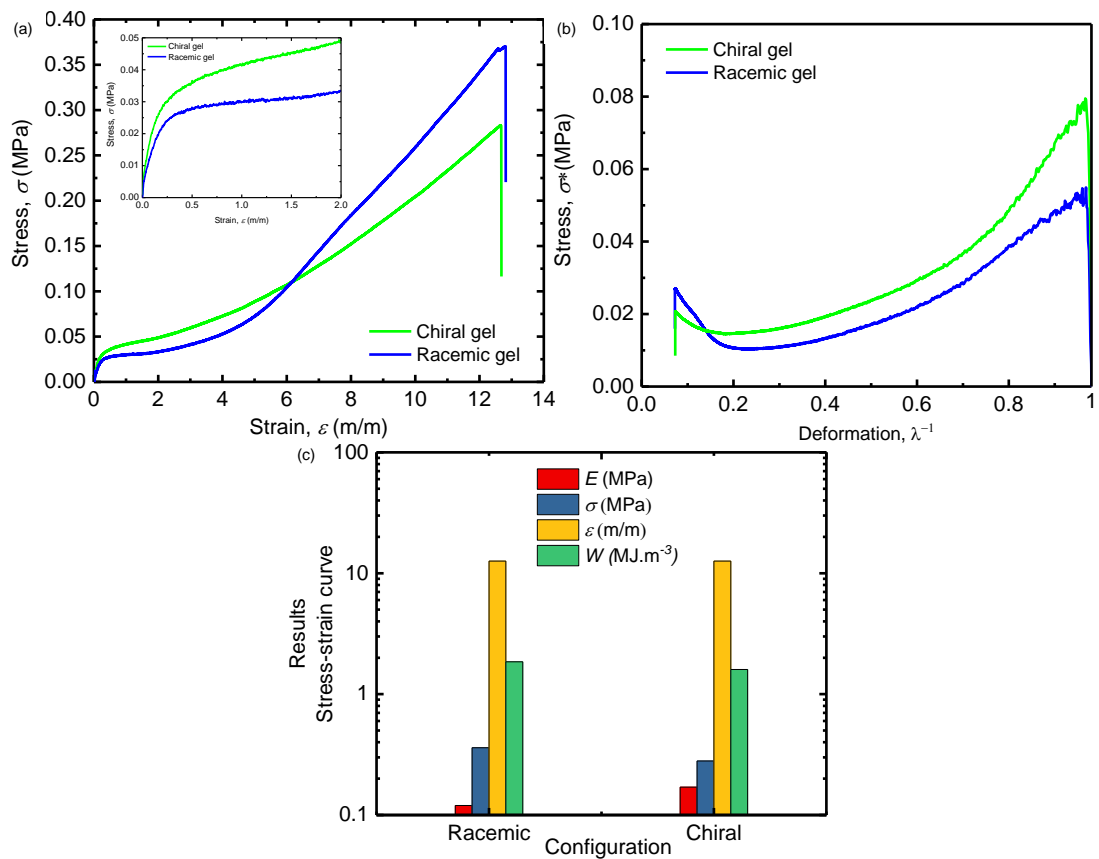 (a)
0.40
0.35
0.30
0.25
0.20
0.15
0.10
0.05
0.00
Stress, σ (MPa)
0 2 4 6 8 10 12 14
Strain, ε (m/m)
Chiral gel
Racemic gel
0.05
0.04
0.03
0.02
0.01
0.00
Stress, σ (MPa)
0.0 0.5 1.0 1.5 2.0
Strain, ε (m/m)
Chiral gel
Racemic gel
(b)
0.10
0.08
0.06
0.04
0.02
0.00
Stress, σ* (MPa)
0.0 0.2 0.4 0.6 0.8 1
Deformation, λ⁻¹
Chiral gel
Racemic gel
(c)
100
10
1
0.1
Results
Stress-strain curve
E (MPa)
σ (MPa)
ε (m/m)
W (MJ.m⁻³)
Racemic Chiral
Configuration